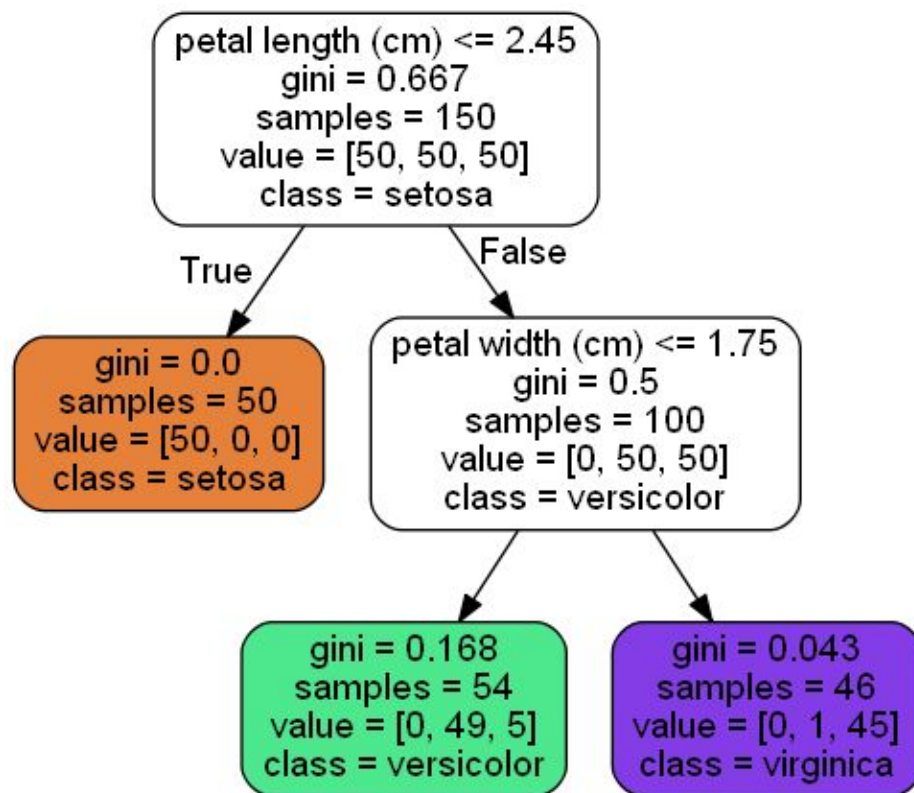 petal length (cm) <= 2.45
gini = 0.667
samples = 150
value = [50, 50, 50]
class = setosa
True
False
gini = 0.0
samples = 50
value = [50, 0, 0]
class = setosa
petal width (cm) <= 1.75
gini = 0.5
samples = 100
value = [0, 50, 50]
class = versicolor
gini = 0.168
samples = 54
value = [0, 49, 5]
class = versicolor
gini = 0.043
samples = 46
value = [0, 1, 45]
class = virginica